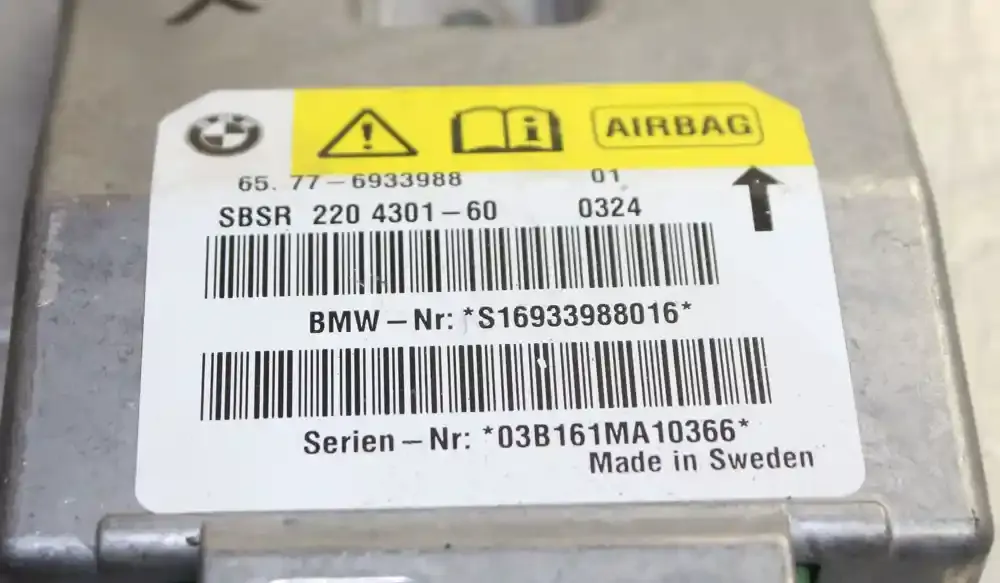 AIRBAG
65.77-6933988 01
SBSR 220 4301-60 0324
BMW-Nr: *S16933988016*
Serien-Nr: *03B161MA10366*
Made in Sweden